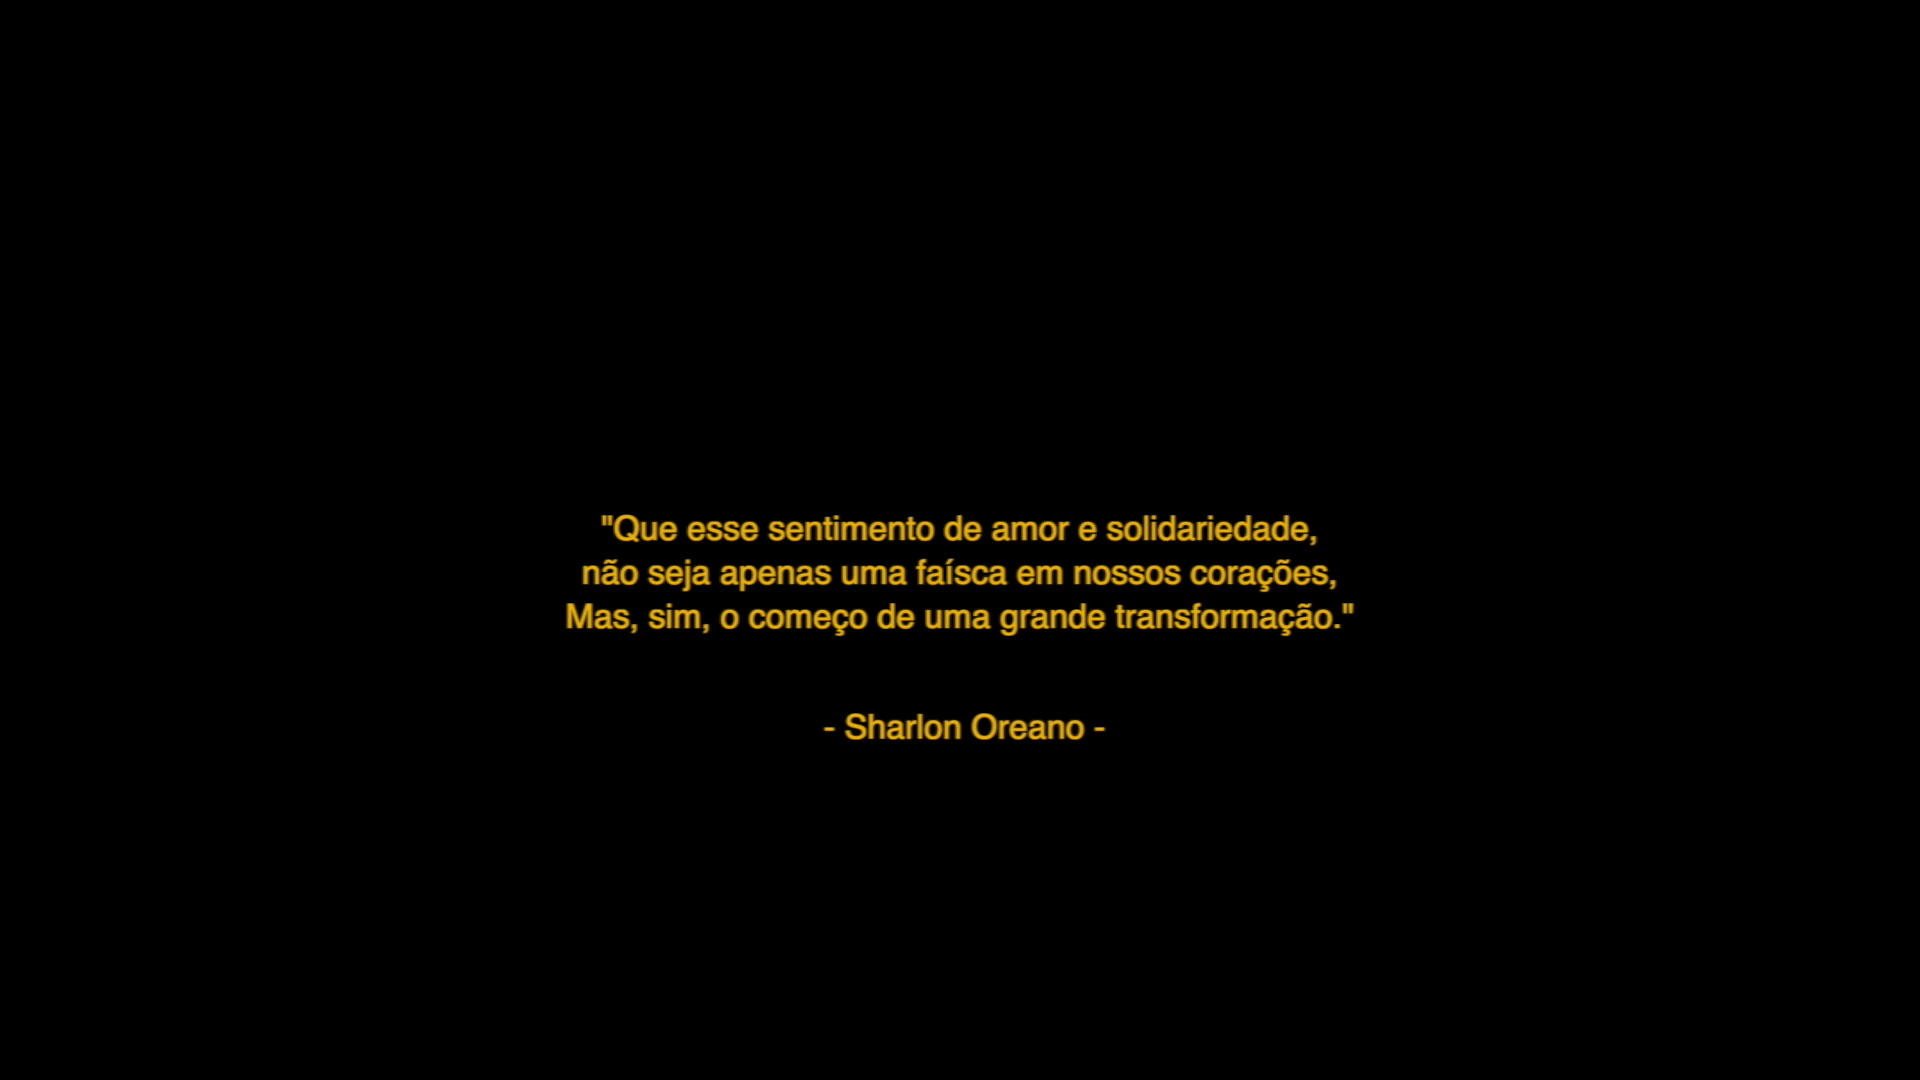 "Que esse sentimento de amor e solidariedade,
não seja apenas uma faísca em nossos corações,
Mas, sim, o começo de uma grande transformação."
- Sharlon Oreano -